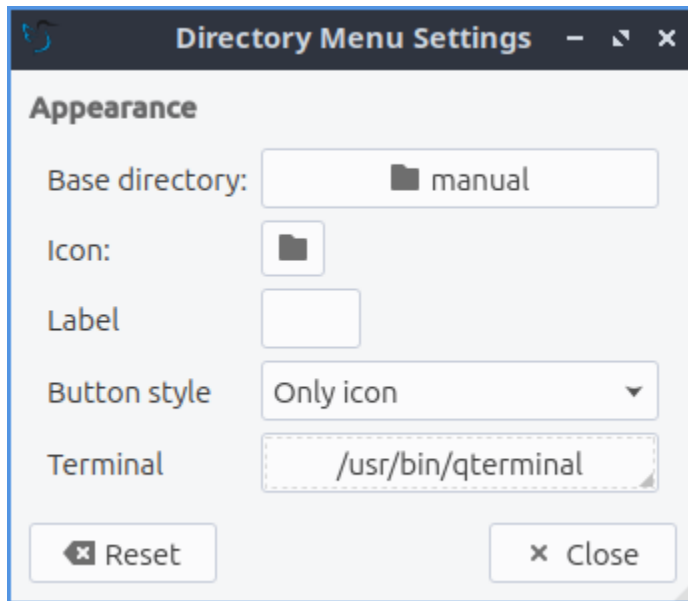 Directory Menu Settings
Appearance
Base directory: manual
Icon:
Label
Button style Only icon
Terminal /usr/bin/qterminal
Reset Close